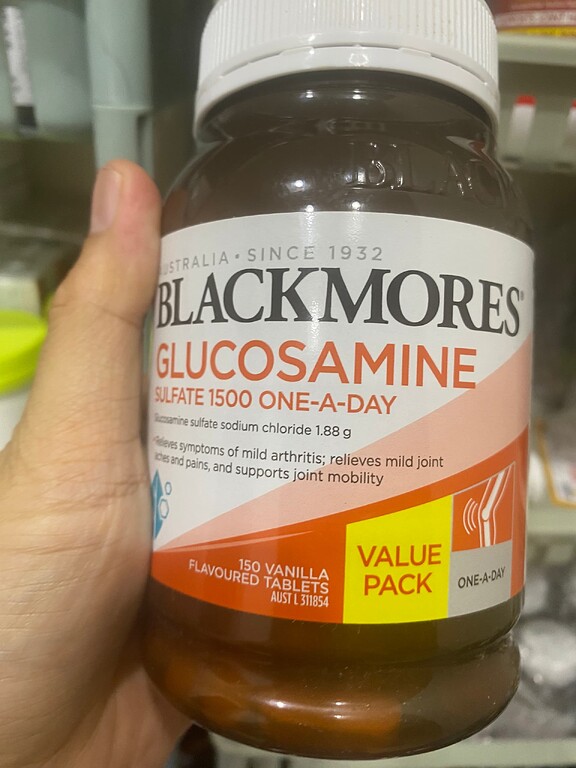 BLAC
AUSTRALIA • SINCE 1932
BLACKMORES®
GLUCOSAMINE
SULFATE 1500 ONE-A-DAY
Glucosamine sulfate sodium chloride 1.88 g
Relieves symptoms of mild arthritis; relieves mild joint
aches and pains, and supports joint mobility
150 VANILLA
FLAVOURED TABLETS
AUST L 311854
VALUE
PACK
ONE-A-DAY